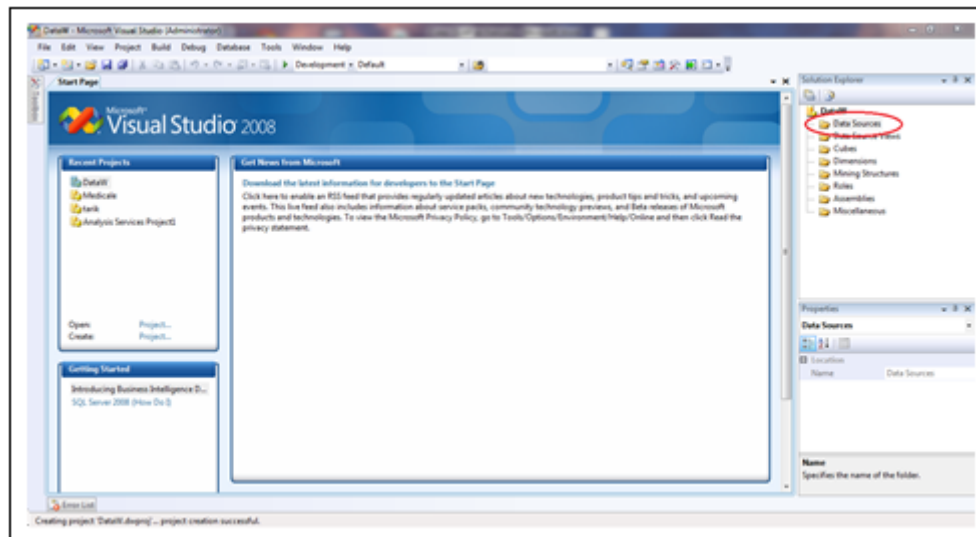 DataW - Microsoft Visual Studio (Administrator)
File Edit View Project Build Debug Database Tools Window Help
Development Default
Start Page
Microsoft
Visual Studio 2008
Recent Projects
DataW
Medicale
tarik
Analysis Services Project1
Open: Project...
Create: Project...
Getting Started
Introducing Business Intelligence D...
SQL Server 2008 (How Do I)
Get News from Microsoft
Download the latest information for developers to the Start Page
Click here to enable an RSS feed that provides regularly updated articles about new technologies, product tips and tricks, and upcoming
events. This live feed also includes information about service packs, community technology previews, and Beta releases of Microsoft
products and technologies. To view the Microsoft Privacy Policy, go to Tools/Options/Environment/Help/Online and then click Read the
privacy statement.
Solution Explorer
DataW
Data Sources
Data Source Views
Cubes
Dimensions
Mining Structures
Roles
Assemblies
Miscellaneous
Properties
Data Sources
Location
Name Data Sources
Name
Specifies the name of the folder.
Error List
Creating project 'DataW.dwproj'... project creation successful.